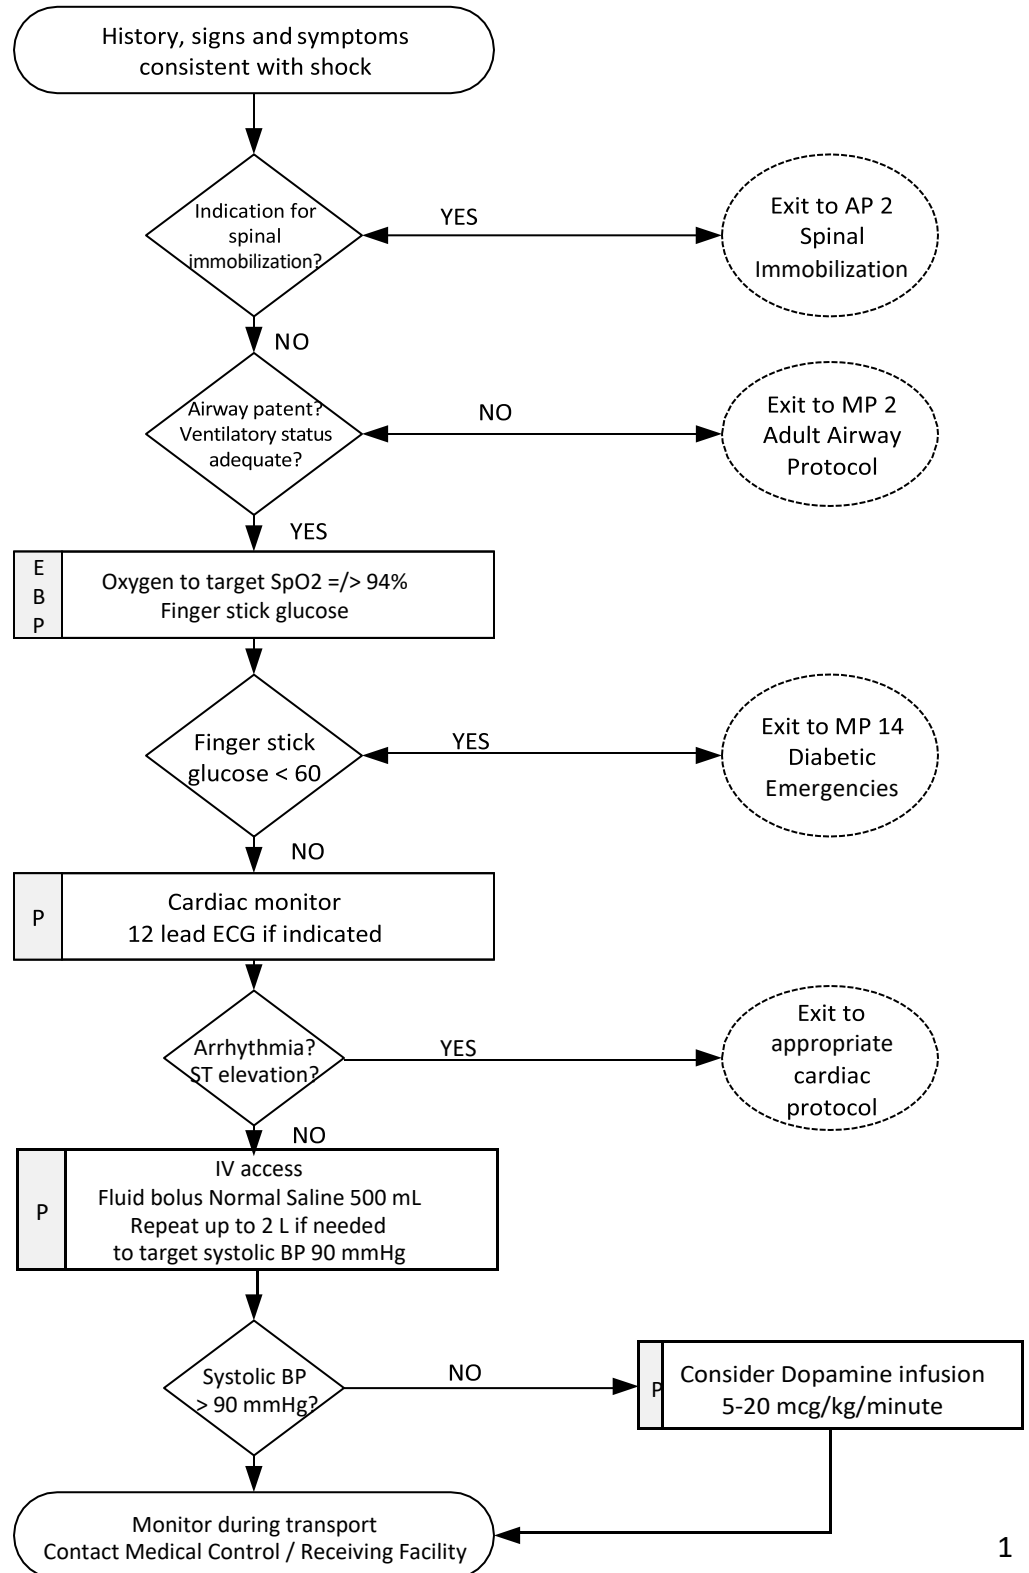 History, signs and symptoms
consistent with shock
Indication for
spinal
immobilization?
YES
Exit to AP 2
Spinal
Immobilization
NO
Airway patent?
Ventilatory status
adequate?
NO
Exit to MP 2
Adult Airway
Protocol
YES
E
B
P
Oxygen to target SpO2 =/> 94%
Finger stick glucose
Finger stick
glucose < 60
YES
Exit to MP 14
Diabetic
Emergencies
NO
P
Cardiac monitor
12 lead ECG if indicated
Arrhythmia?
ST elevation?
YES
Exit to
appropriate
cardiac
protocol
NO
P
IV access
Fluid bolus Normal Saline 500 mL
Repeat up to 2 L if needed
to target systolic BP 90 mmHg
Systolic BP
> 90 mmHg?
NO
P
Consider Dopamine infusion
5-20 mcg/kg/minute
Monitor during transport
Contact Medical Control / Receiving Facility
1